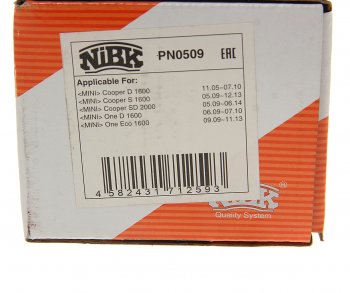 NiBK PN0509 EAC
Applicable For:
<MINI> Cooper D 1600 11.05-07.10
<MINI> Cooper S 1600 05.09-12.13
<MINI> Cooper SD 2000 05.09-06.14
<MINI> One D 1600 06.09-07.10
<MINI> One Eco 1600 09.09-11.13
4 582431 712593
NiBK®
Quality System